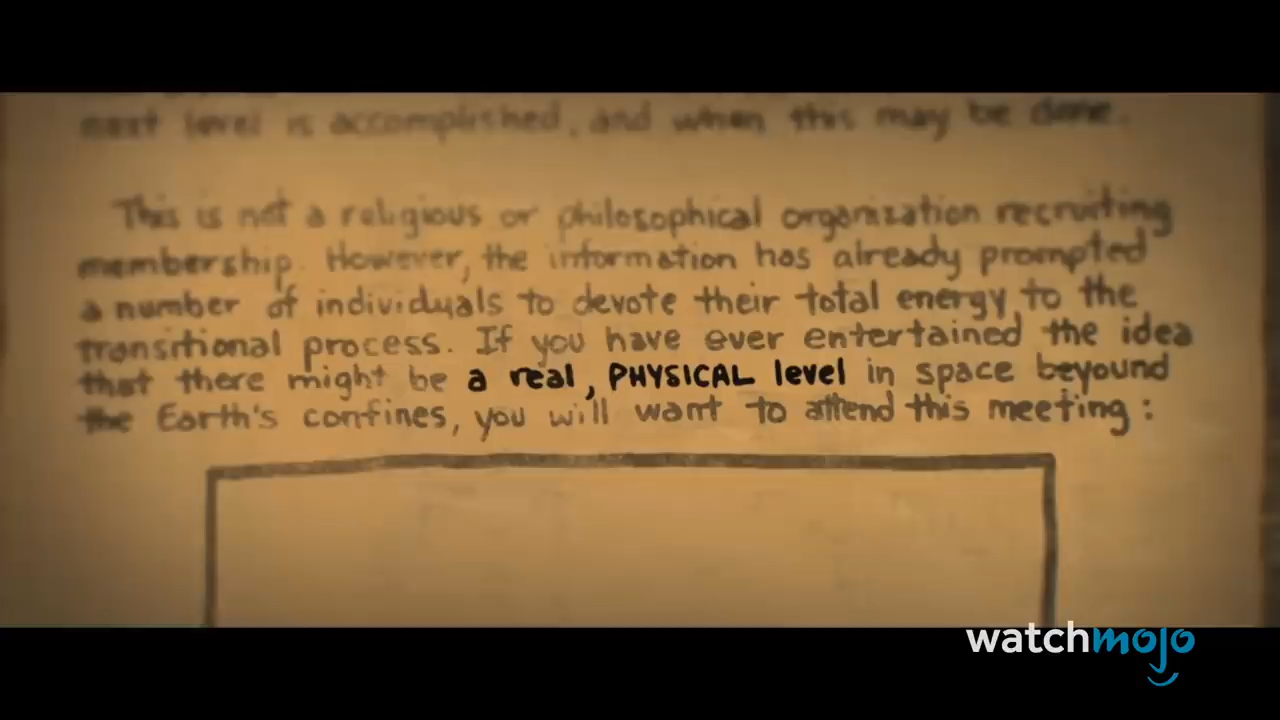 next level is accomplished, and when this may be done.
This is not a religious or philosophical organization recruiting
membership. However, the information has already prompted
a number of individuals to devote their total energy to the
transitional process. If you have ever entertained the idea
that there might be a real, PHYSICAL level in space beyound
the Earth's confines, you will want to attend this meeting:
watchmojo